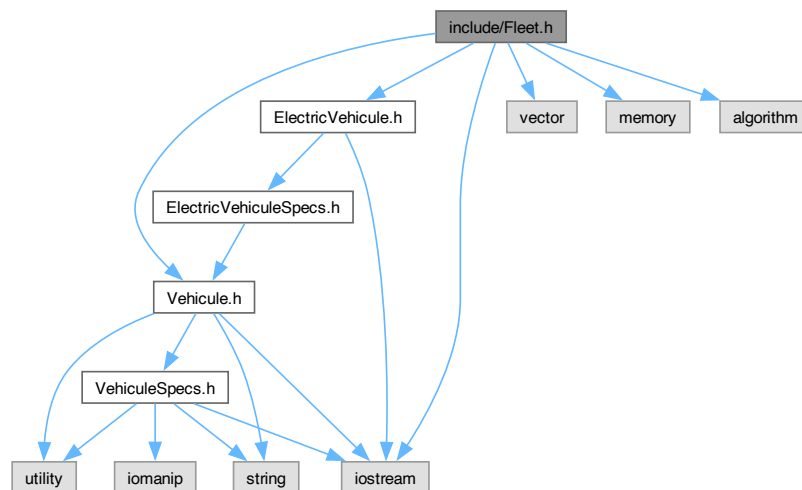 include/Fleet.h
ElectricVehicule.h
vector
memory
algorithm
ElectricVehiculeSpecs.h
Vehicule.h
VehiculeSpecs.h
utility
iomanip
string
iostream